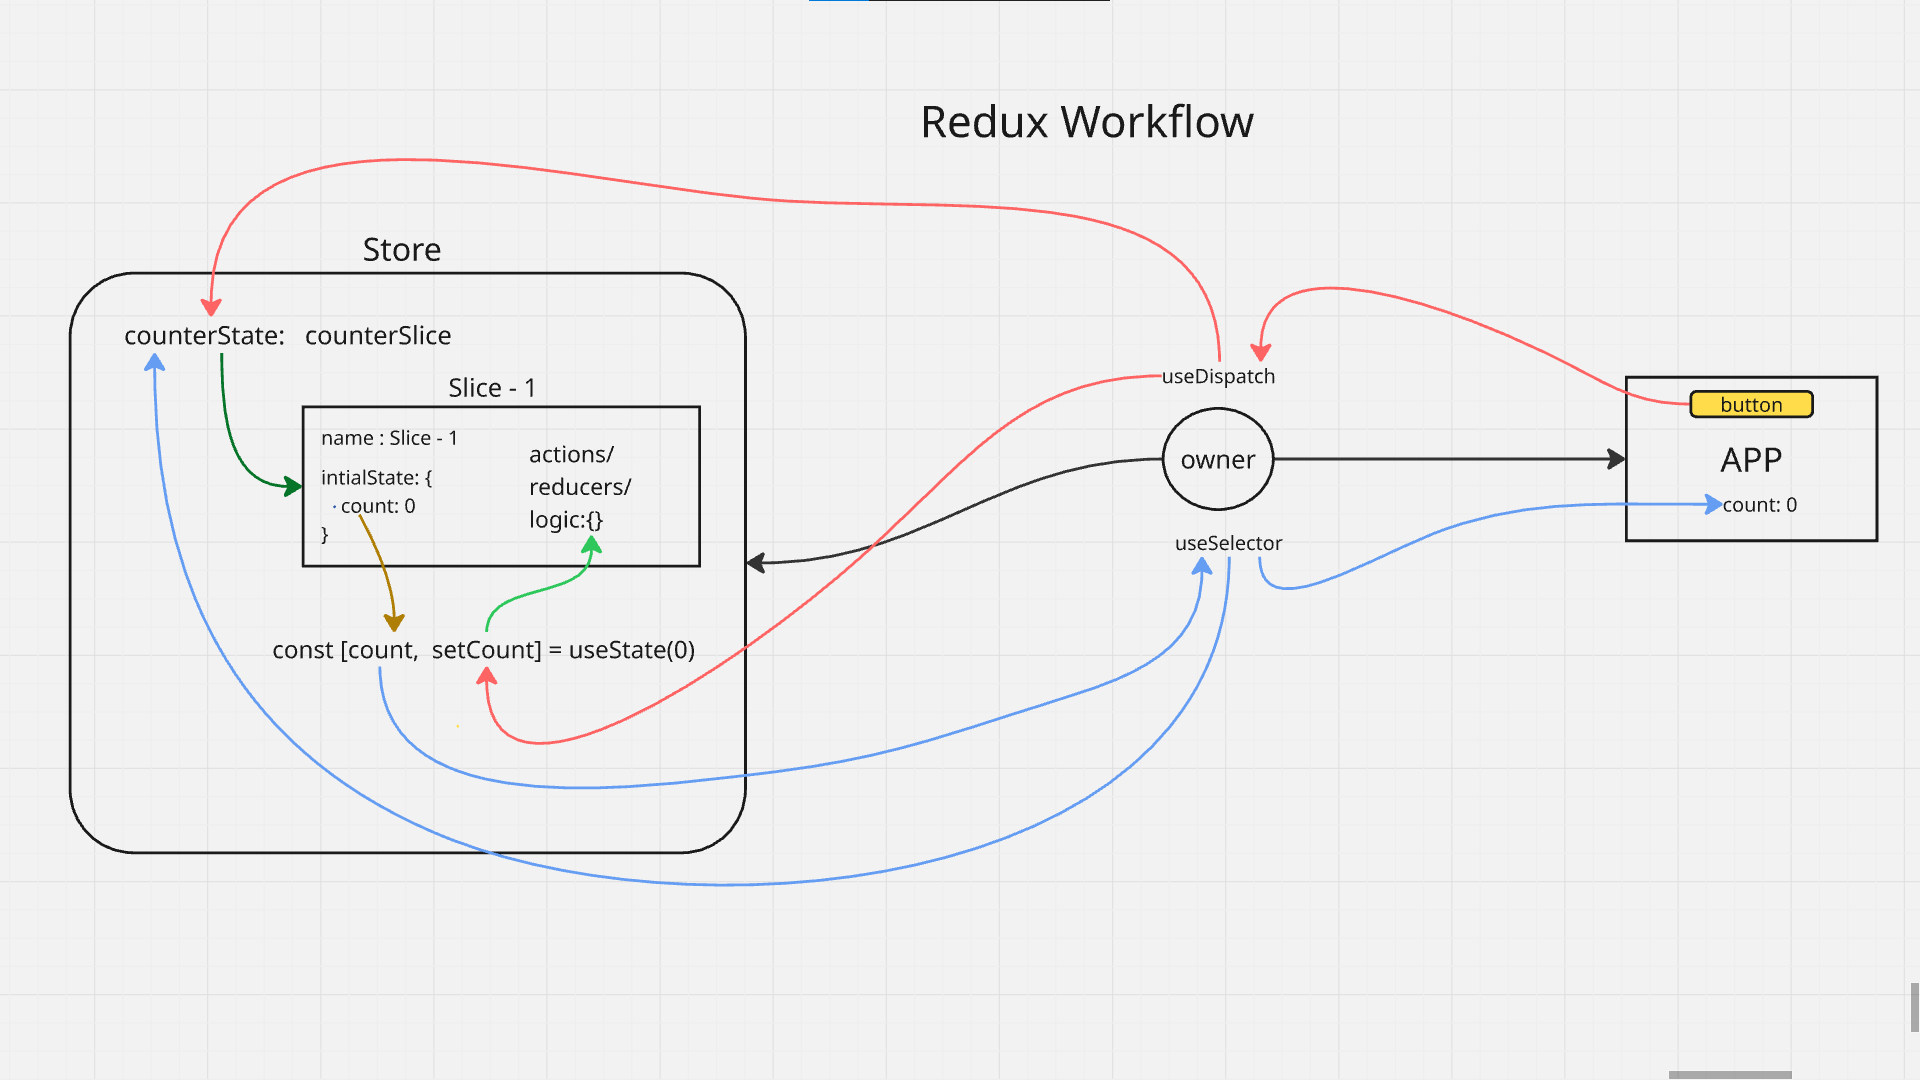 Redux Workflow
Store
counterState: counterSlice
Slice - 1
name : Slice - 1
intialState: {
count: 0
}
actions/
reducers/
logic:{}
const [count, setCount] = useState(0)
useDispatch
owner
useSelector
button
APP
count: 0